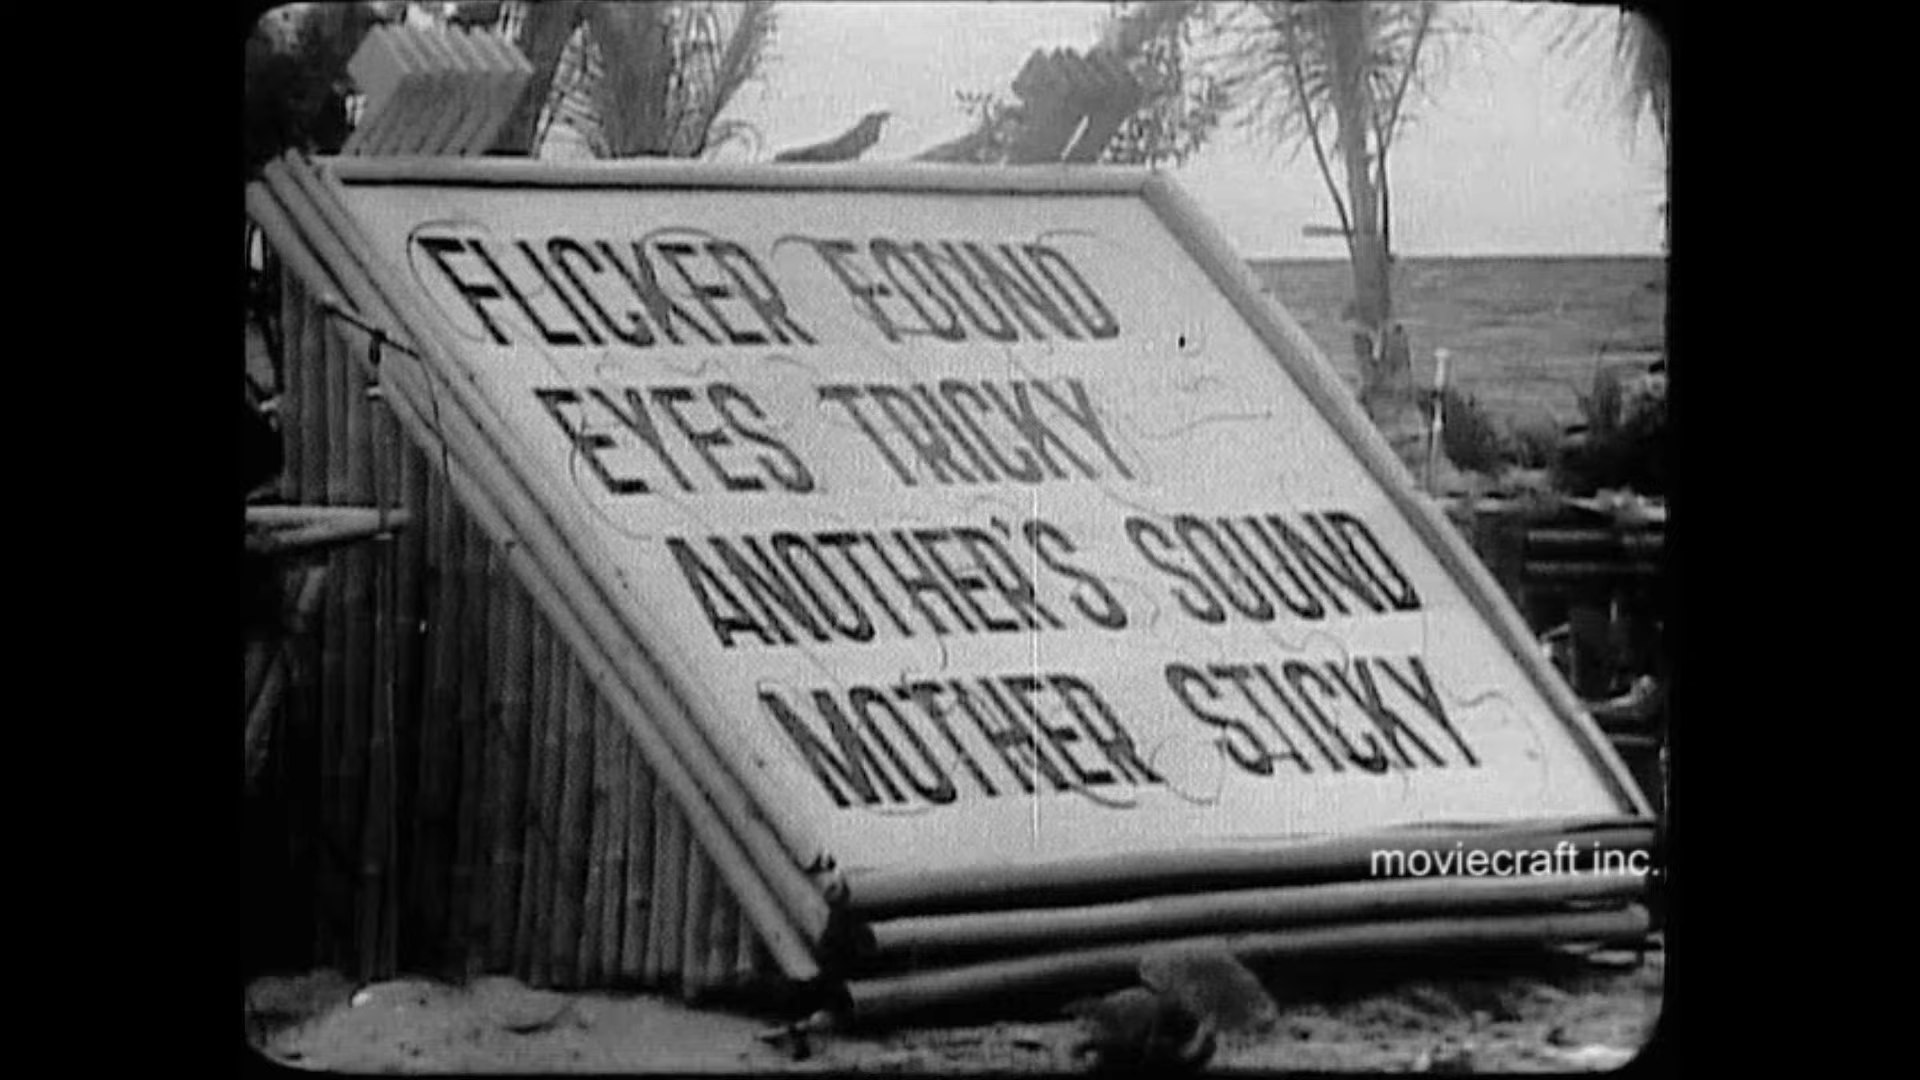 FLICKER FOUND
EYES TRICKY
ANOTHER'S SOUND
MOTHER STICKY
moviecraft inc.